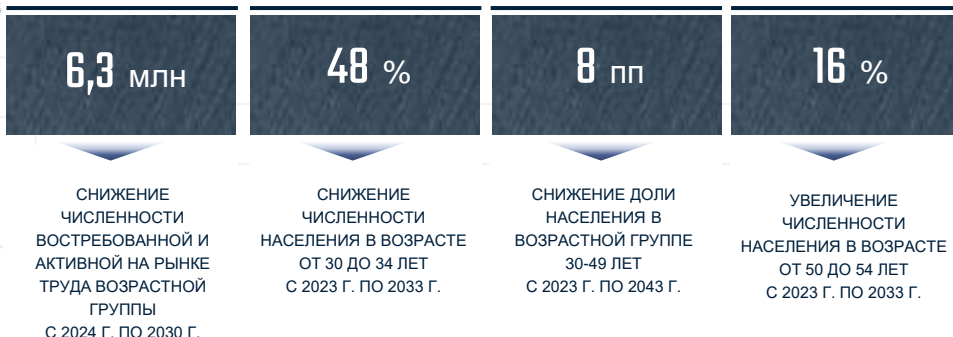 6,3 млн
48 %
8 пп
16 %
СНИЖЕНИЕ
ЧИСЛЕННОСТИ
ВОСТРЕБОВАННОЙ И
АКТИВНОЙ НА РЫНКЕ
ТРУДА ВОЗРАСТНОЙ
ГРУППЫ
С 2024 Г. ПО 2030 Г.
СНИЖЕНИЕ
ЧИСЛЕННОСТИ
НАСЕЛЕНИЯ В ВОЗРАСТЕ
ОТ 30 ДО 34 ЛЕТ
С 2023 Г. ПО 2033 Г.
СНИЖЕНИЕ ДОЛИ
НАСЕЛЕНИЯ В
ВОЗРАСТНОЙ ГРУППЕ
30-49 ЛЕТ
С 2023 Г. ПО 2043 Г.
УВЕЛИЧЕНИЕ
ЧИСЛЕННОСТИ
НАСЕЛЕНИЯ В ВОЗРАСТЕ
ОТ 50 ДО 54 ЛЕТ
С 2023 Г. ПО 2033 Г.